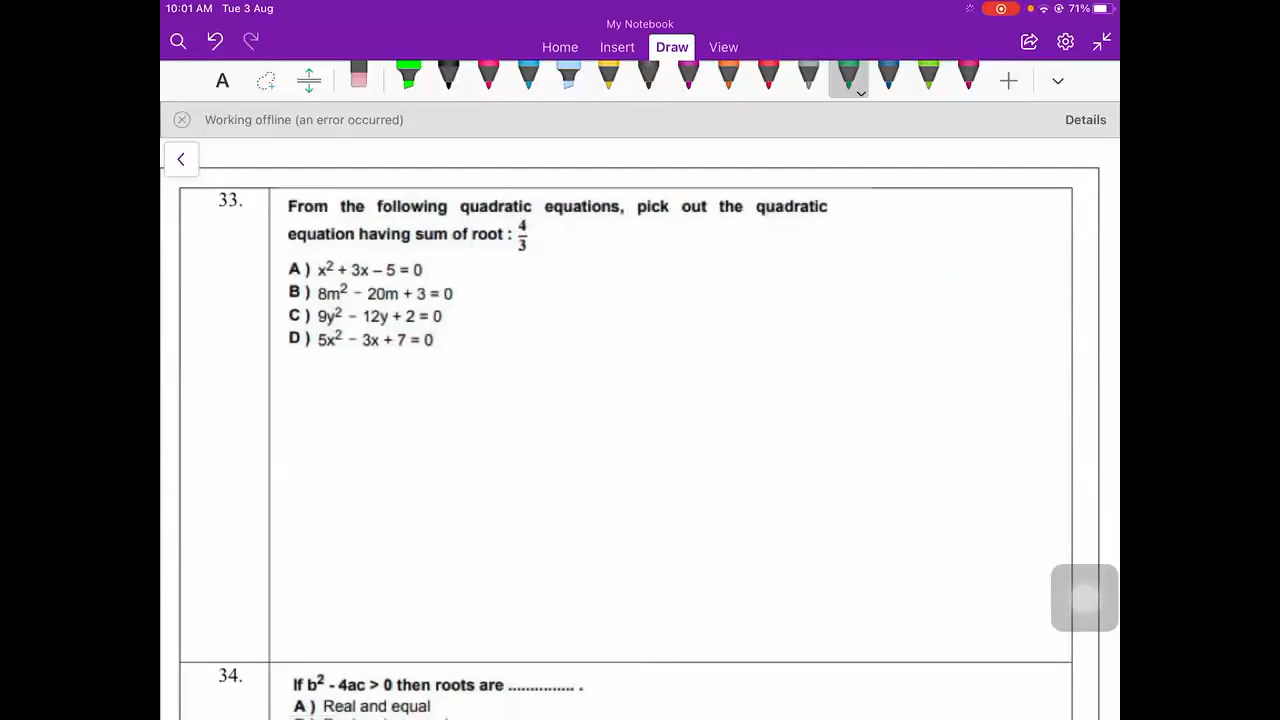 10:01 AM Tue 3 Aug
71%
My Notebook
Home Insert Draw View
A
Working offline (an error occurred)
Details
33.
From the following quadratic equations, pick out the quadratic
equation having sum of root : 4/3
A ) x² + 3x – 5 = 0
B ) 8m² − 20m + 3 = 0
C ) 9y² − 12y + 2 = 0
D ) 5x² − 3x + 7 = 0
34.
If b² - 4ac > 0 then roots are ............... .
A ) Real and equal